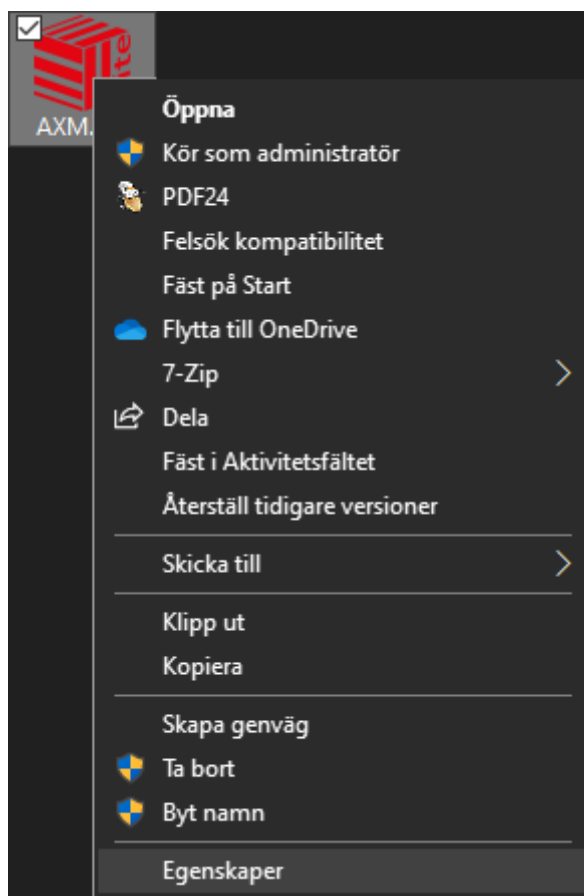 AXM.
Öppna
Kör som administratör
PDF24
Felsök kompatibilitet
Fäst på Start
Flytta till OneDrive
7-Zip
Dela
Fäst i Aktivitetsfältet
Återställ tidigare versioner
Skicka till
Klipp ut
Kopiera
Skapa genväg
Ta bort
Byt namn
Egenskaper